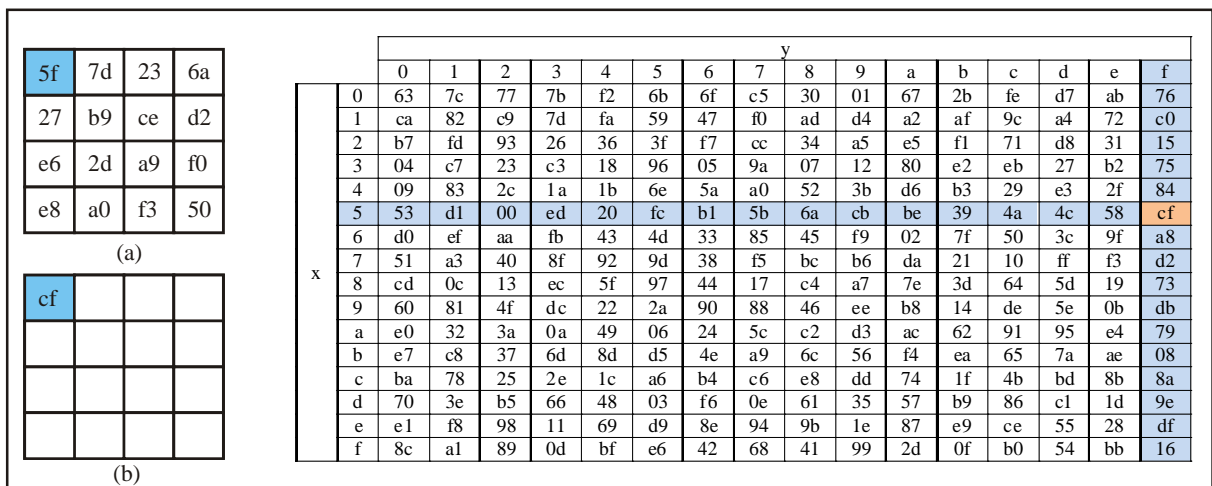 5f 7d 23 6a
27 b9 ce d2
e6 2d a9 f0
e8 a0 f3 50
(a)
cf
(b)
y
0 1 2 3 4 5 6 7 8 9 a b c d e f
x
0 63 7c 77 7b f2 6b 6f c5 30 01 67 2b fe d7 ab 76
1 ca 82 c9 7d fa 59 47 f0 ad d4 a2 af 9c a4 72 c0
2 b7 fd 93 26 36 3f f7 cc 34 a5 e5 f1 71 d8 31 15
3 04 c7 23 c3 18 96 05 9a 07 12 80 e2 eb 27 b2 75
4 09 83 2c 1a 1b 6e 5a a0 52 3b d6 b3 29 e3 2f 84
5 53 d1 00 ed 20 fc b1 5b 6a cb be 39 4a 4c 58 cf
6 d0 ef aa fb 43 4d 33 85 45 f9 02 7f 50 3c 9f a8
7 51 a3 40 8f 92 9d 38 f5 bc b6 da 21 10 ff f3 d2
8 cd 0c 13 ec 5f 97 44 17 c4 a7 7e 3d 64 5d 19 73
9 60 81 4f dc 22 2a 90 88 46 ee b8 14 de 5e 0b db
a e0 32 3a 0a 49 06 24 5c c2 d3 ac 62 91 95 e4 79
b e7 c8 37 6d 8d d5 4e a9 6c 56 f4 ea 65 7a ae 08
c ba 78 25 2e 1c a6 b4 c6 e8 dd 74 1f 4b bd 8b 8a
d 70 3e b5 66 48 03 f6 0e 61 35 57 b9 86 c1 1d 9e
e e1 f8 98 11 69 d9 8e 94 9b 1e 87 e9 ce 55 28 df
f 8c a1 89 0d bf e6 42 68 41 99 2d 0f b0 54 bb 16